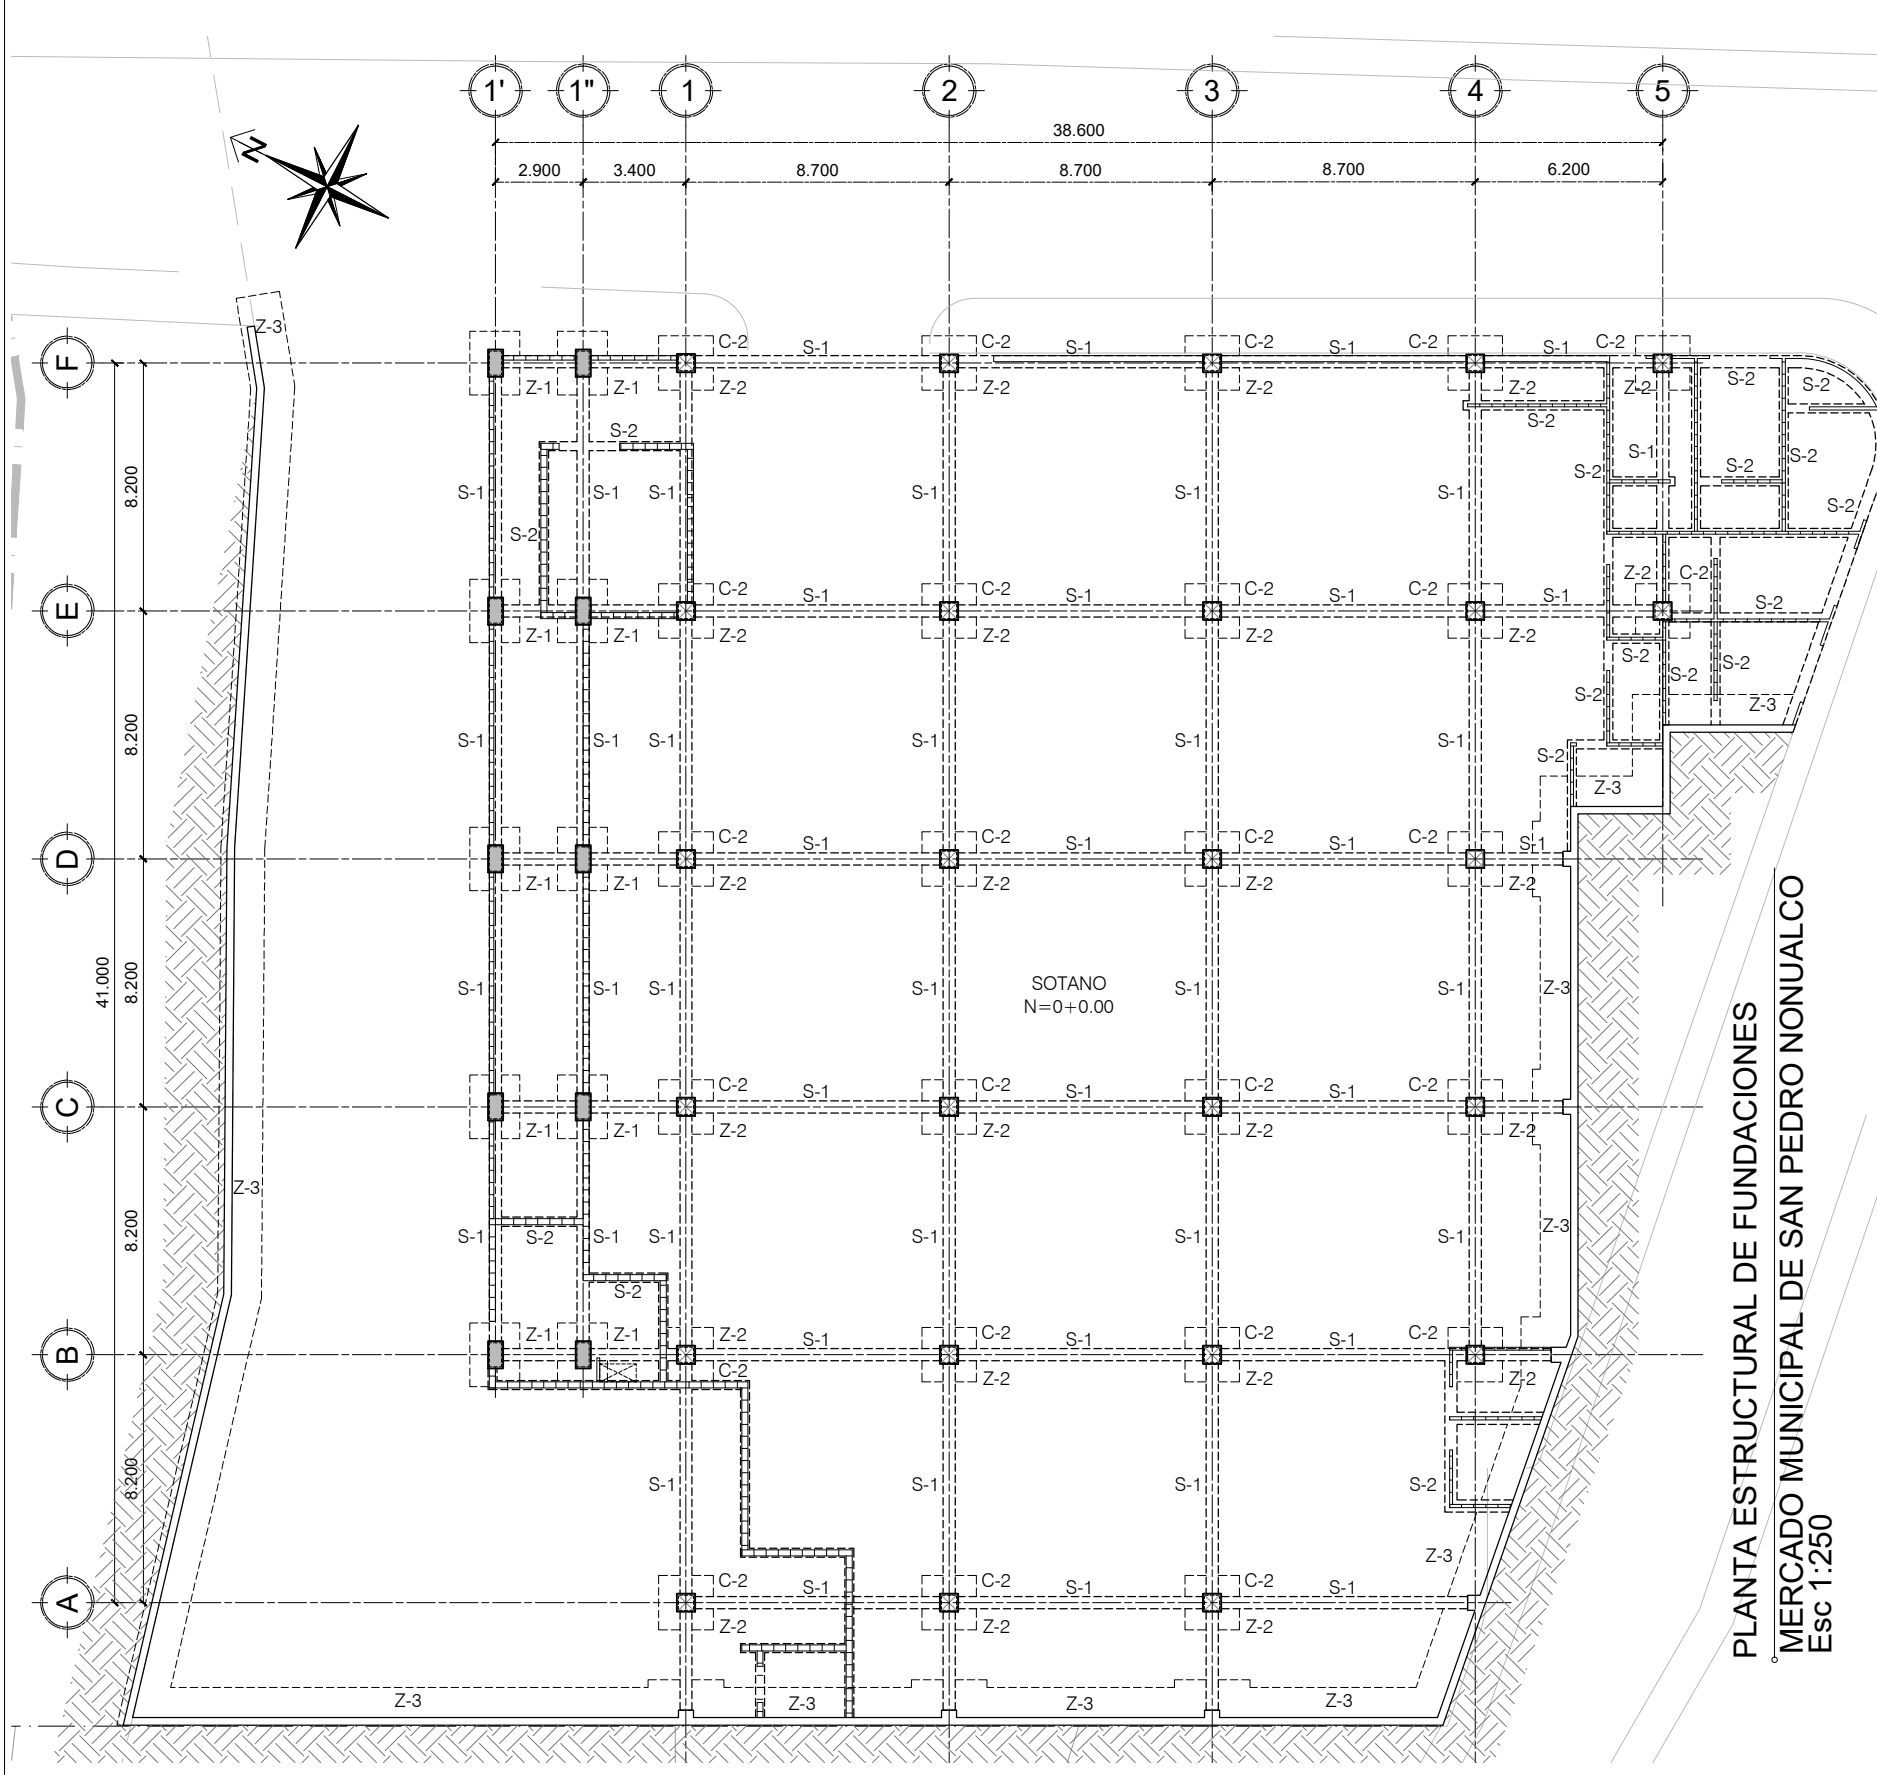 1' 1" 1 2 3 4 5
38.600
2.900 3.400 8.700 8.700 8.700 6.200
N
Z-3
C-2 S-1 C-2 S-1 C-2 S-1 C-2 S-1 C-2
F
Z-1 Z-1 Z-2 Z-2 Z-2 Z-2 Z-2 S-2 S-2
S-2 S-2
S-1 S-2 S-2 S-2
8.200 S-1 S-1 S-1 S-1 S-1 S-1
S-2 S-2
Z-2 C-2
C-2 S-1 C-2 S-1 C-2 S-1 C-2 S-1 S-2
E
Z-1 Z-1 Z-2 Z-2 Z-2 Z-2
S-2 S-2 S-2
S-2 Z-3
8.200 S-1 S-1 S-1 S-1 S-1 S-1 S-2
Z-3
C-2 S-1 C-2 S-1 C-2 S-1 C-2 S-1
D
Z-1 Z-1 Z-2 Z-2 Z-2 Z-2
41.000 8.200 S-1 S-1 S-1 S-1 S-1 S-1 Z-3
SOTANO
N=0+0.00
C-2 S-1 C-2 S-1 C-2 S-1 C-2
C
Z-1 Z-1 Z-2 Z-2 Z-2 Z-2
Z-3
8.200 S-1 S-2 S-1 S-1 S-1 S-1 S-1 Z-3
S-2
Z-1 Z-1 Z-2 S-1 C-2 S-1 C-2 S-1 C-2
B
C-2 Z-2 Z-2 Z-2
8.200 S-1 S-1 S-1 S-2
Z-3
C-2 S-1 C-2 S-1 C-2 S-1
A
Z-2 Z-2 Z-2
Z-3 Z-3 Z-3 Z-3
PLANTA ESTRUCTURAL DE FUNDACIONES
MERCADO MUNICIPAL DE SAN PEDRO NONUALCO
Esc 1:250